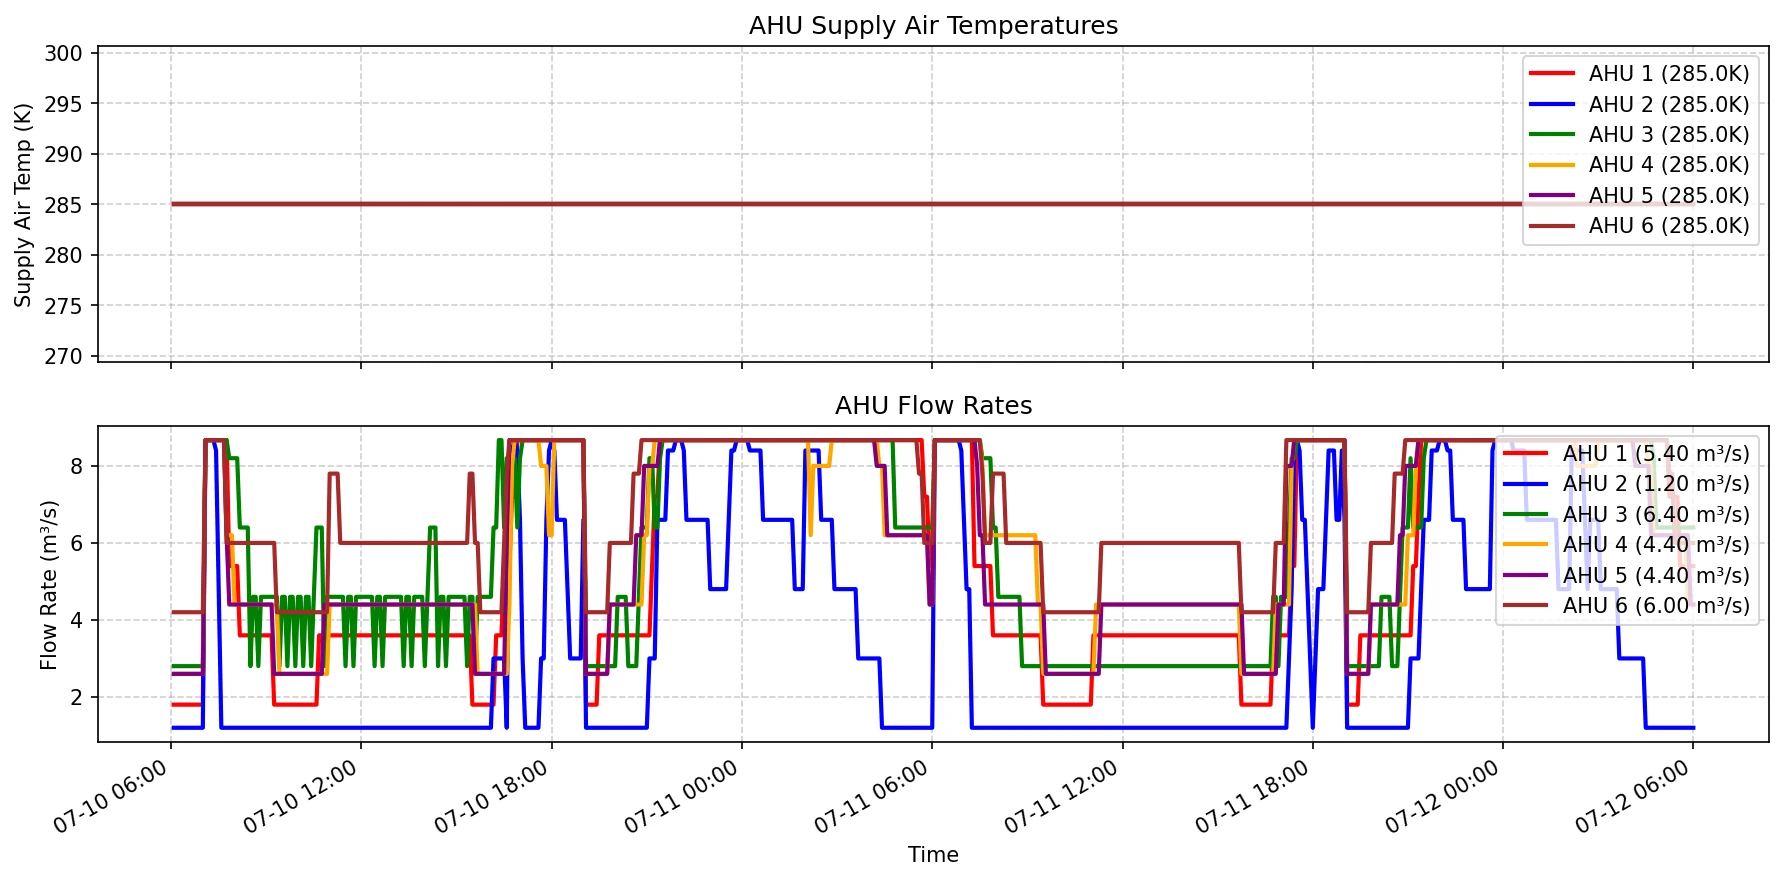 AHU Supply Air Temperatures
Supply Air Temp (K)
300
295
290
285
280
275
270
AHU 1 (285.0K)
AHU 2 (285.0K)
AHU 3 (285.0K)
AHU 4 (285.0K)
AHU 5 (285.0K)
AHU 6 (285.0K)
AHU Flow Rates
Flow Rate (m³/s)
8
6
4
2
AHU 1 (5.40 m³/s)
AHU 2 (1.20 m³/s)
AHU 3 (6.40 m³/s)
AHU 4 (4.40 m³/s)
AHU 5 (4.40 m³/s)
AHU 6 (6.00 m³/s)
07-10 06:00
07-10 12:00
07-10 18:00
07-11 00:00
07-11 06:00
07-11 12:00
07-11 18:00
07-12 00:00
07-12 06:00
Time